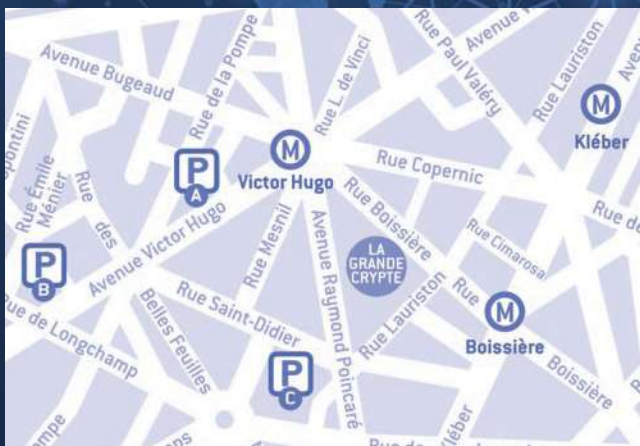 Avenue Bugeaud
Rue de la Pompe
Rue L. de Vinci
Avenue
Rue Paul Valéry
Rue Lauriston
M
Kléber
Spontini
Rue Émile
Ménier
Rue
des
P
A
M
Victor Hugo
Rue Copernic
Rue de
Avenue Victor Hugo
Rue Mesnil
Avenue Raymond Poincaré
Rue Boissière
LA
GRANDE
CRYPTE
Rue Cimarosa
P
B
Rue de Longchamp
Belles Feuilles
Rue Saint-Didier
Rue Lauriston
Rue
M
Boissière
Boissière
P
C
Pompe
Rue de
Kléber